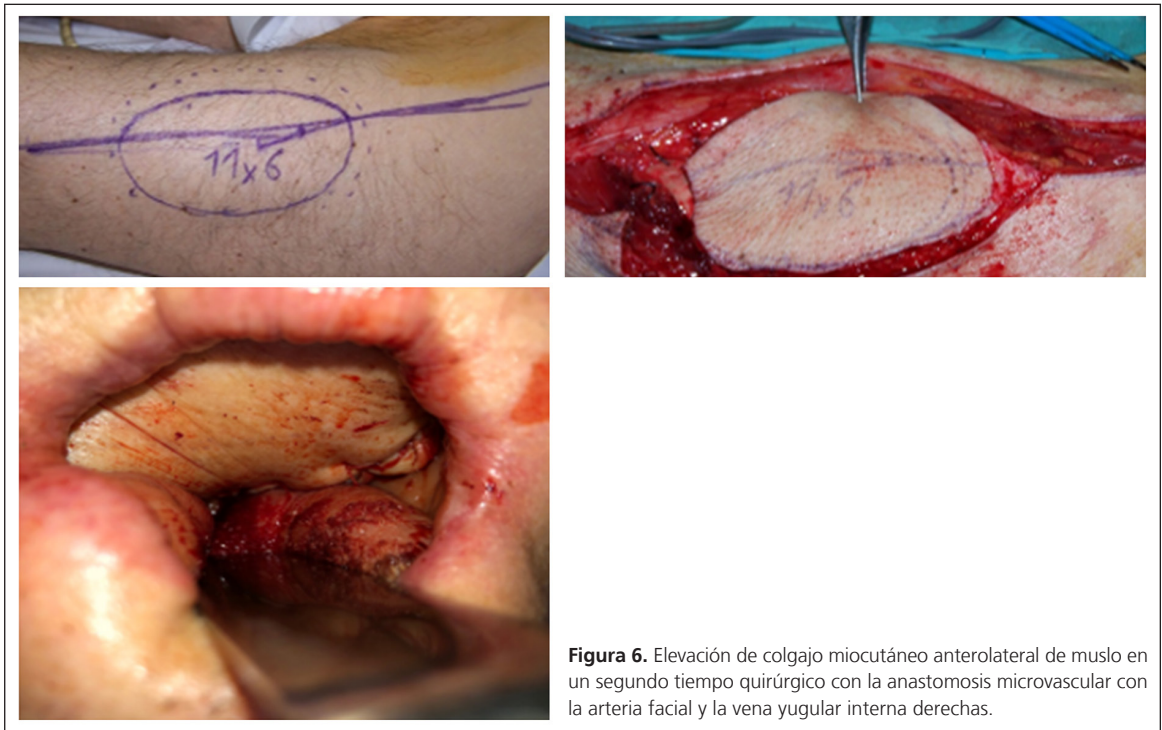 11x6
11x6
Figura 6. Elevación de colgajo miocutáneo anterolateral de muslo en
un segundo tiempo quirúrgico con la anastomosis microvascular con
la arteria facial y la vena yugular interna derechas.